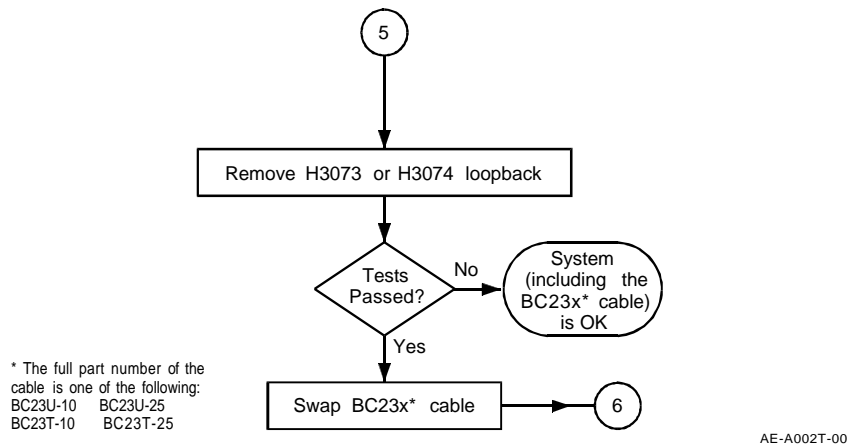 5
Remove H3073 or H3074 loopback
Tests
Passed?
No
System
(including the
BC23x* cable)
is OK
Yes
Swap BC23x* cable
6
* The full part number of the
cable is one of the following:
BC23U-10 BC23U-25
BC23T-10 BC23T-25
AE-A002T-00